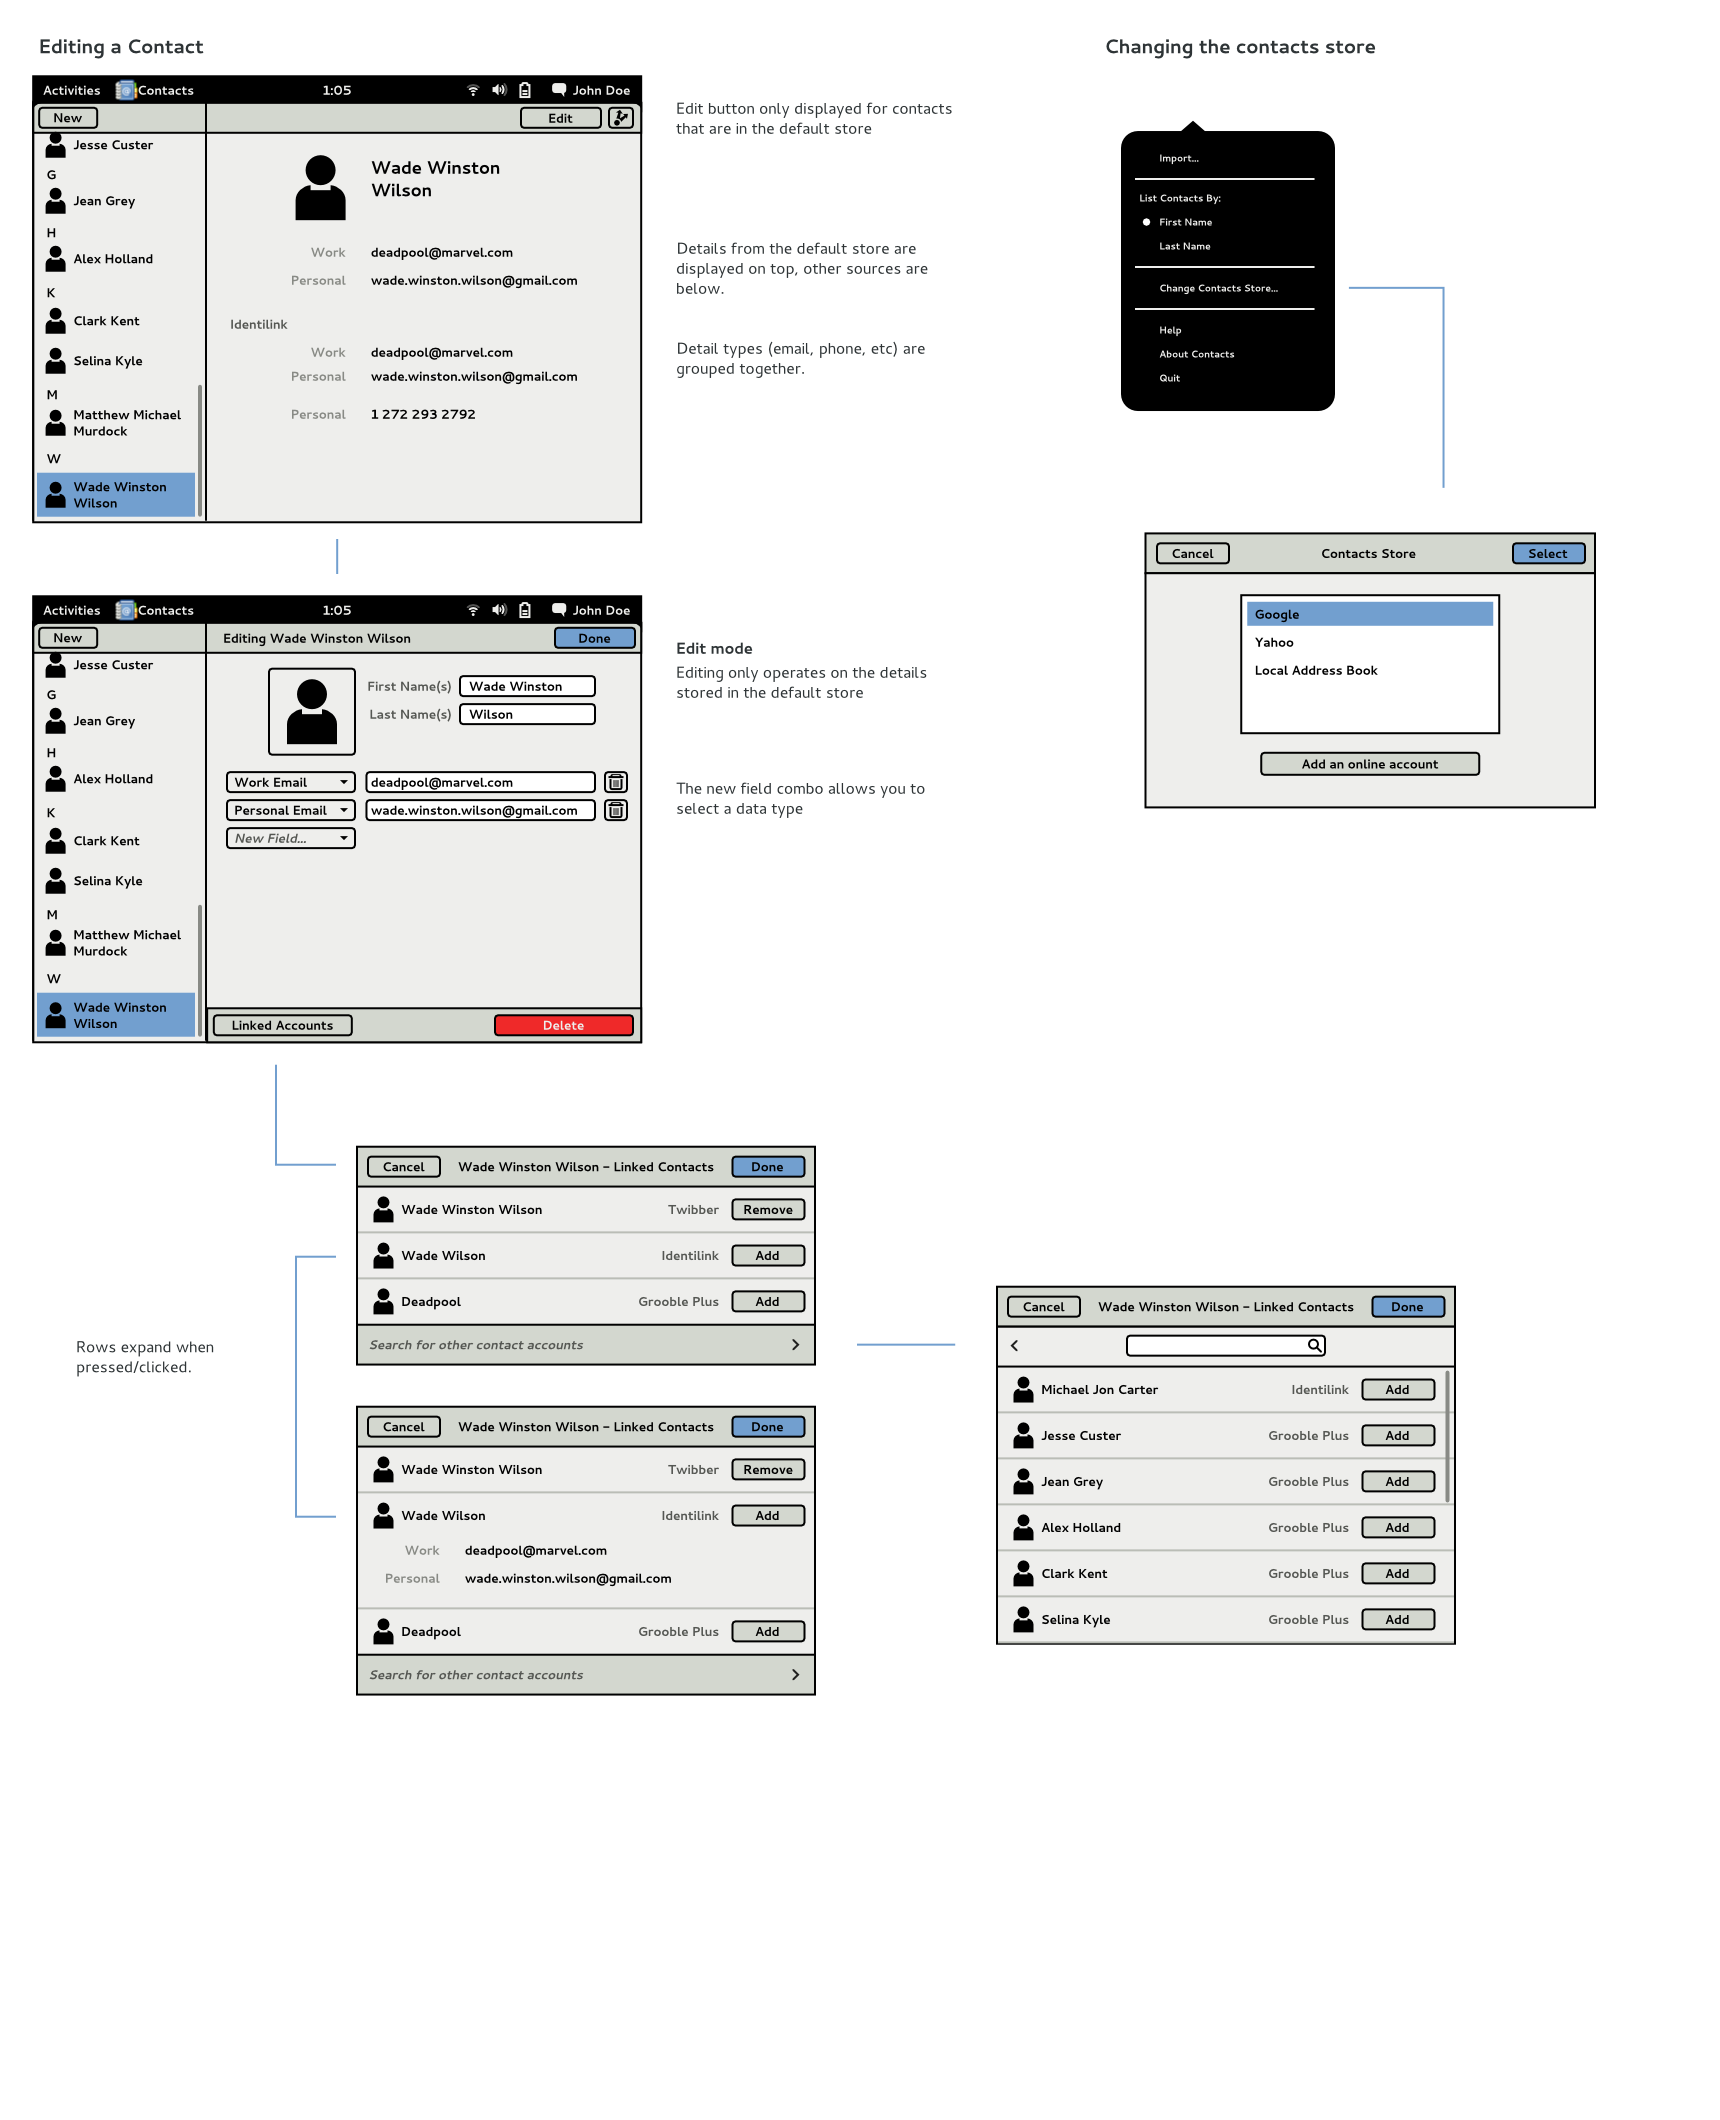 Editing a Contact
Activities Contacts 1:05 John Doe
New
Edit
Jesse Custer
G
Jean Grey
H
Alex Holland
K
Clark Kent
Selina Kyle
M
Matthew Michael
Murdock
W
Wade Winston
Wilson
Wade Winston
Wilson
Work deadpool@marvel.com
Personal wade.winston.wilson@gmail.com
Identilink
Work deadpool@marvel.com
Personal wade.winston.wilson@gmail.com
Personal 1 272 293 2792
Edit button only displayed for contacts
that are in the default store
Details from the default store are
displayed on top, other sources are
below.
Detail types (email, phone, etc) are
grouped together.
Activities Contacts 1:05 John Doe
New
Editing Wade Winston Wilson
Done
Jesse Custer
G
Jean Grey
H
Alex Holland
K
Clark Kent
Selina Kyle
M
Matthew Michael
Murdock
W
Wade Winston
Wilson
First Name(s) Wade Winston
Last Name(s) Wilson
Work Email deadpool@marvel.com
Personal Email wade.winston.wilson@gmail.com
New Field...
Linked Accounts
Delete
Edit mode
Editing only operates on the details
stored in the default store
The new field combo allows you to
select a data type
Cancel Wade Winston Wilson – Linked Contacts Done
Wade Winston Wilson Twibber Remove
Wade Wilson Identilink Add
Deadpool Grooble Plus Add
Search for other contact accounts
Rows expand when
pressed/clicked.
Cancel Wade Winston Wilson – Linked Contacts Done
Wade Winston Wilson Twibber Remove
Wade Wilson Identilink Add
Work deadpool@marvel.com
Personal wade.winston.wilson@gmail.com
Deadpool Grooble Plus Add
Search for other contact accounts
Cancel Wade Winston Wilson – Linked Contacts Done
Michael Jon Carter Identilink Add
Jesse Custer Grooble Plus Add
Jean Grey Grooble Plus Add
Alex Holland Grooble Plus Add
Clark Kent Grooble Plus Add
Selina Kyle Grooble Plus Add
Changing the contacts store
Import...
List Contacts By:
First Name
Last Name
Change Contacts Store...
Help
About Contacts
Quit
Cancel Contacts Store Select
Google
Yahoo
Local Address Book
Add an online account